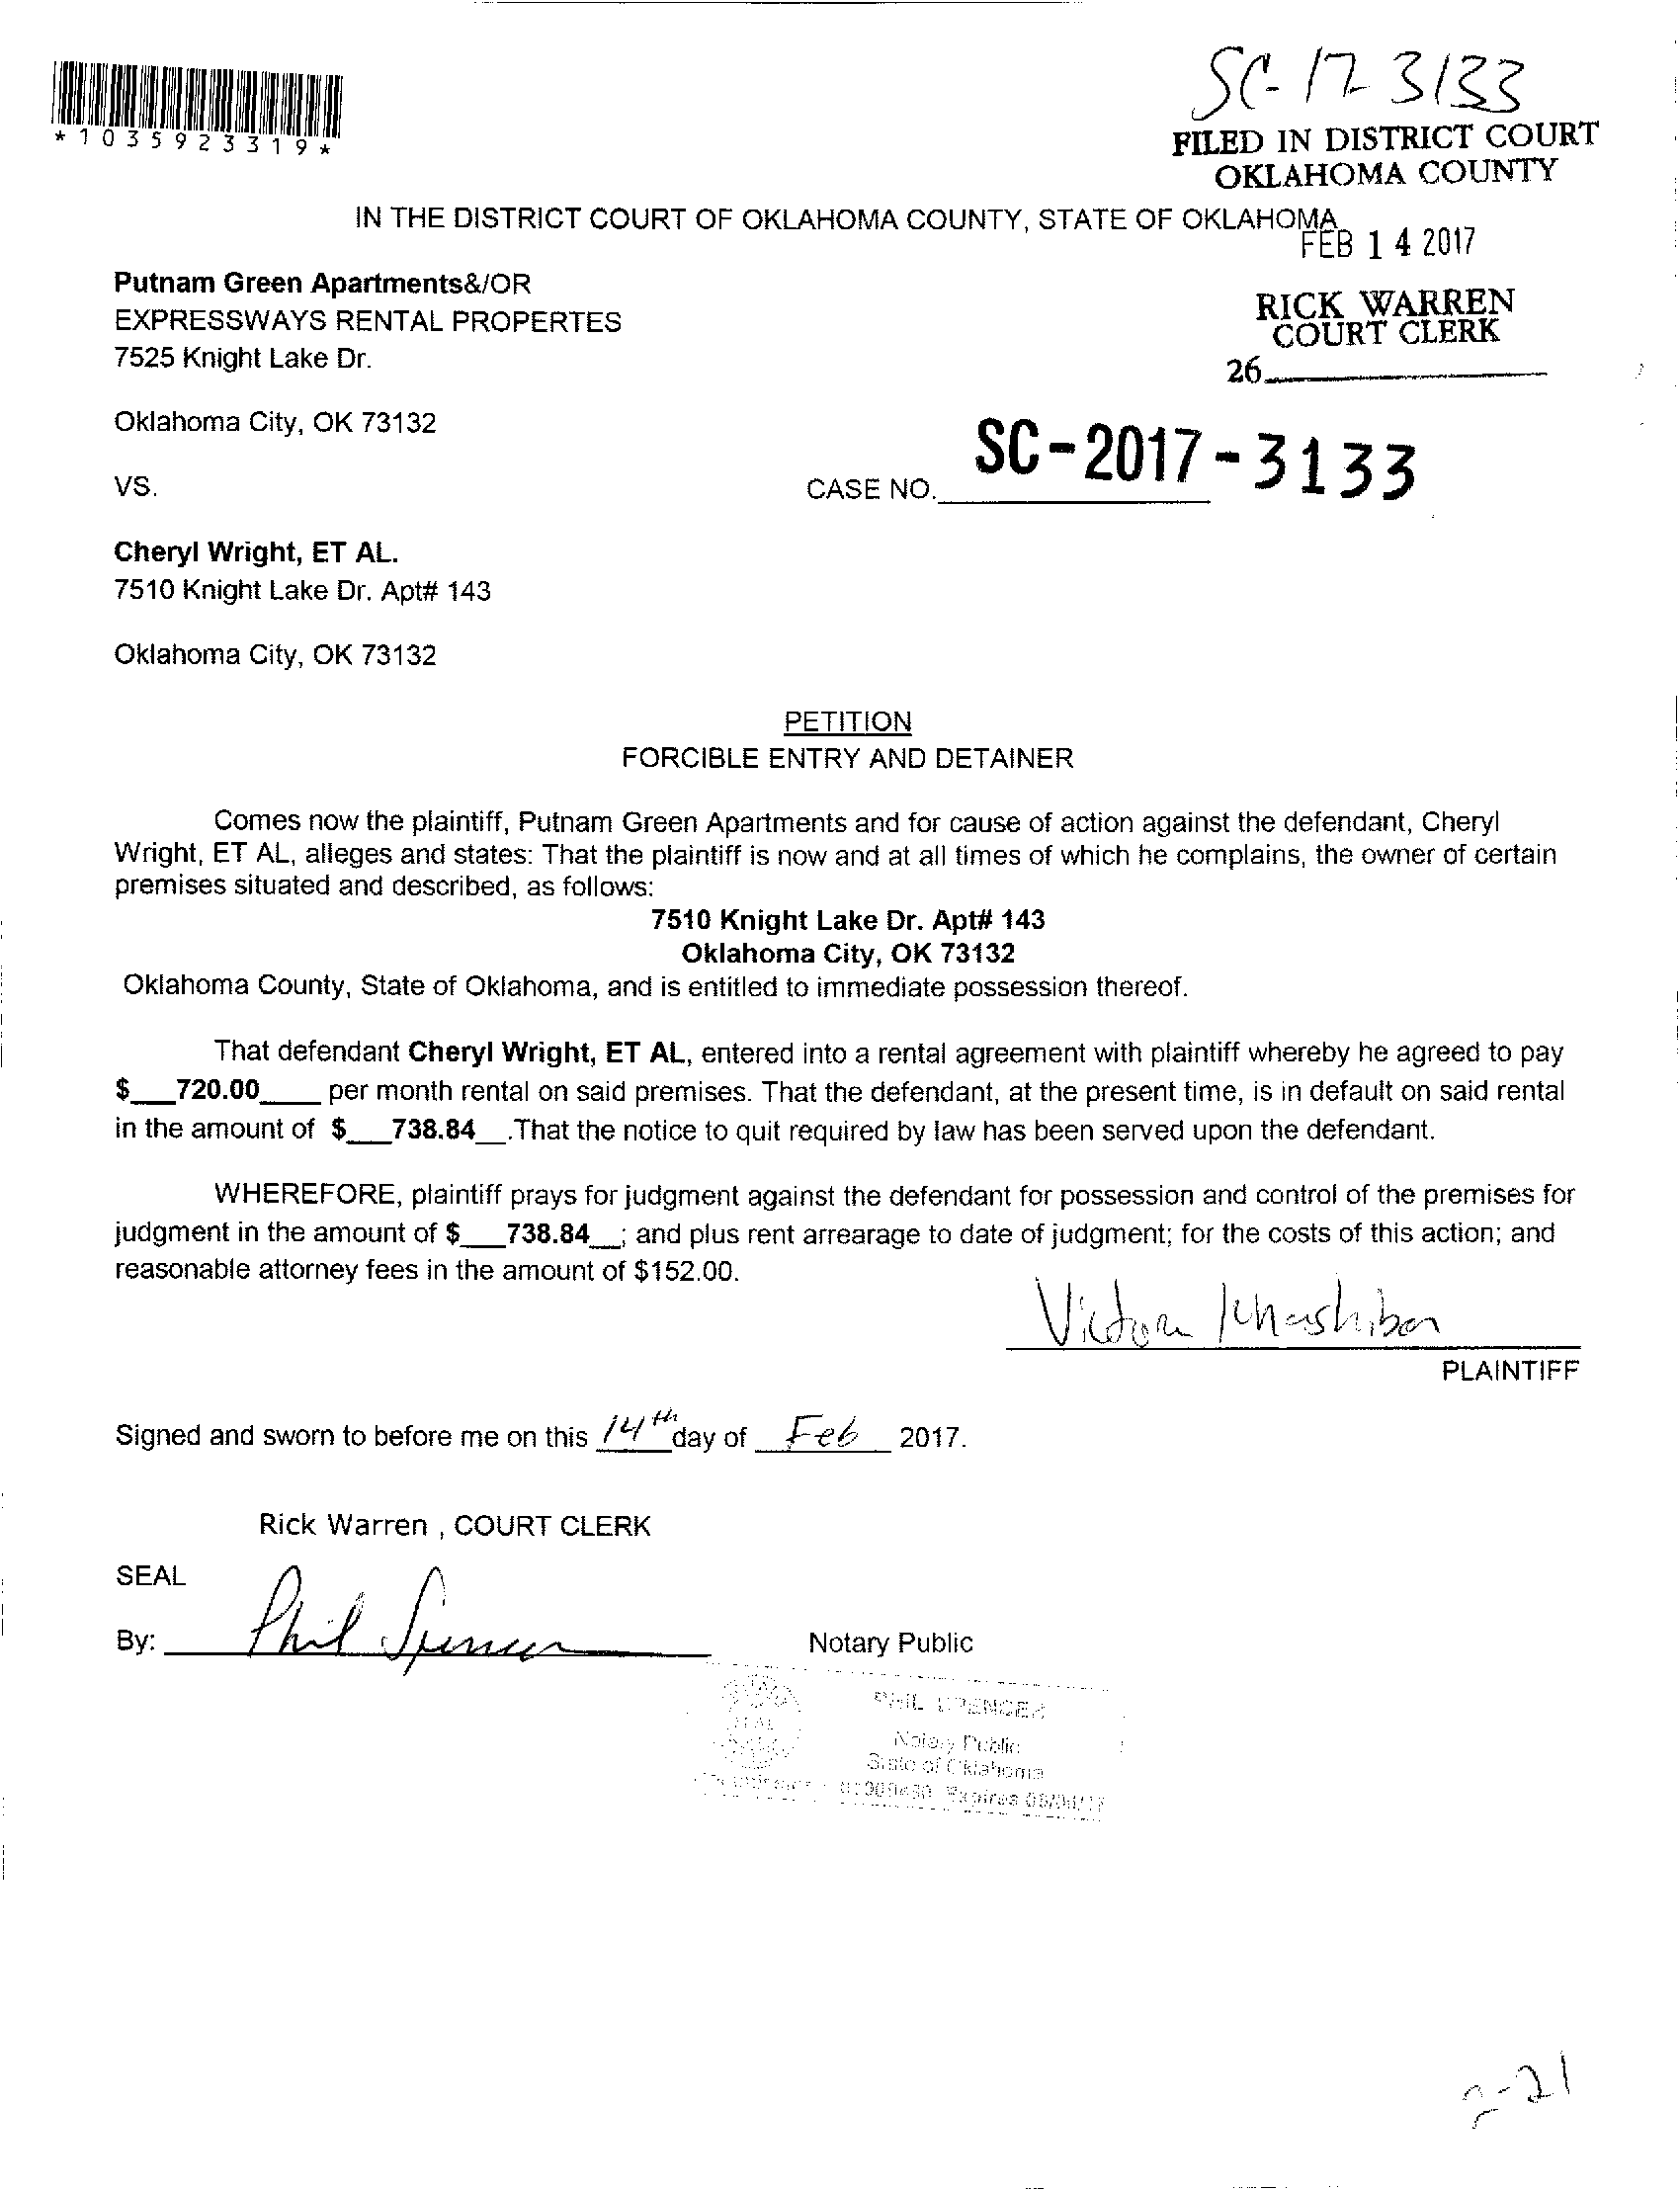 SC-17-3133
*1035923319*
FILED IN DISTRICT COURT
OKLAHOMA COUNTY
IN THE DISTRICT COURT OF OKLAHOMA COUNTY, STATE OF OKLAHOMA
FEB 14 2017
Putnam Green Apartments&/OR
EXPRESSWAYS RENTAL PROPERTES
7525 Knight Lake Dr.
RICK WARREN
COURT CLERK
26
Oklahoma City, OK 73132
VS.
CASE NO. SC-2017-3133
Cheryl Wright, ET AL.
7510 Knight Lake Dr. Apt# 143
Oklahoma City, OK 73132
PETITION
FORCIBLE ENTRY AND DETAINER
Comes now the plaintiff, Putnam Green Apartments and for cause of action against the defendant, Cheryl
Wright, ET AL, alleges and states: That the plaintiff is now and at all times of which he complains, the owner of certain
premises situated and described, as follows:
7510 Knight Lake Dr. Apt# 143
Oklahoma City, OK 73132
Oklahoma County, State of Oklahoma, and is entitled to immediate possession thereof.
That defendant Cheryl Wright, ET AL, entered into a rental agreement with plaintiff whereby he agreed to pay
$___720.00____ per month rental on said premises. That the defendant, at the present time, is in default on said rental
in the amount of $___738.84__.That the notice to quit required by law has been served upon the defendant.
WHEREFORE, plaintiff prays for judgment against the defendant for possession and control of the premises for
judgment in the amount of $___738.84__; and plus rent arrearage to date of judgment; for the costs of this action; and
reasonable attorney fees in the amount of $152.00.
PLAINTIFF
Signed and sworn to before me on this 14th day of Feb 2017.
Rick Warren , COURT CLERK
SEAL
By: Phil Spencer
Notary Public
PHIL SPENCER
Notary Public
State of Oklahoma
Expires
2-21